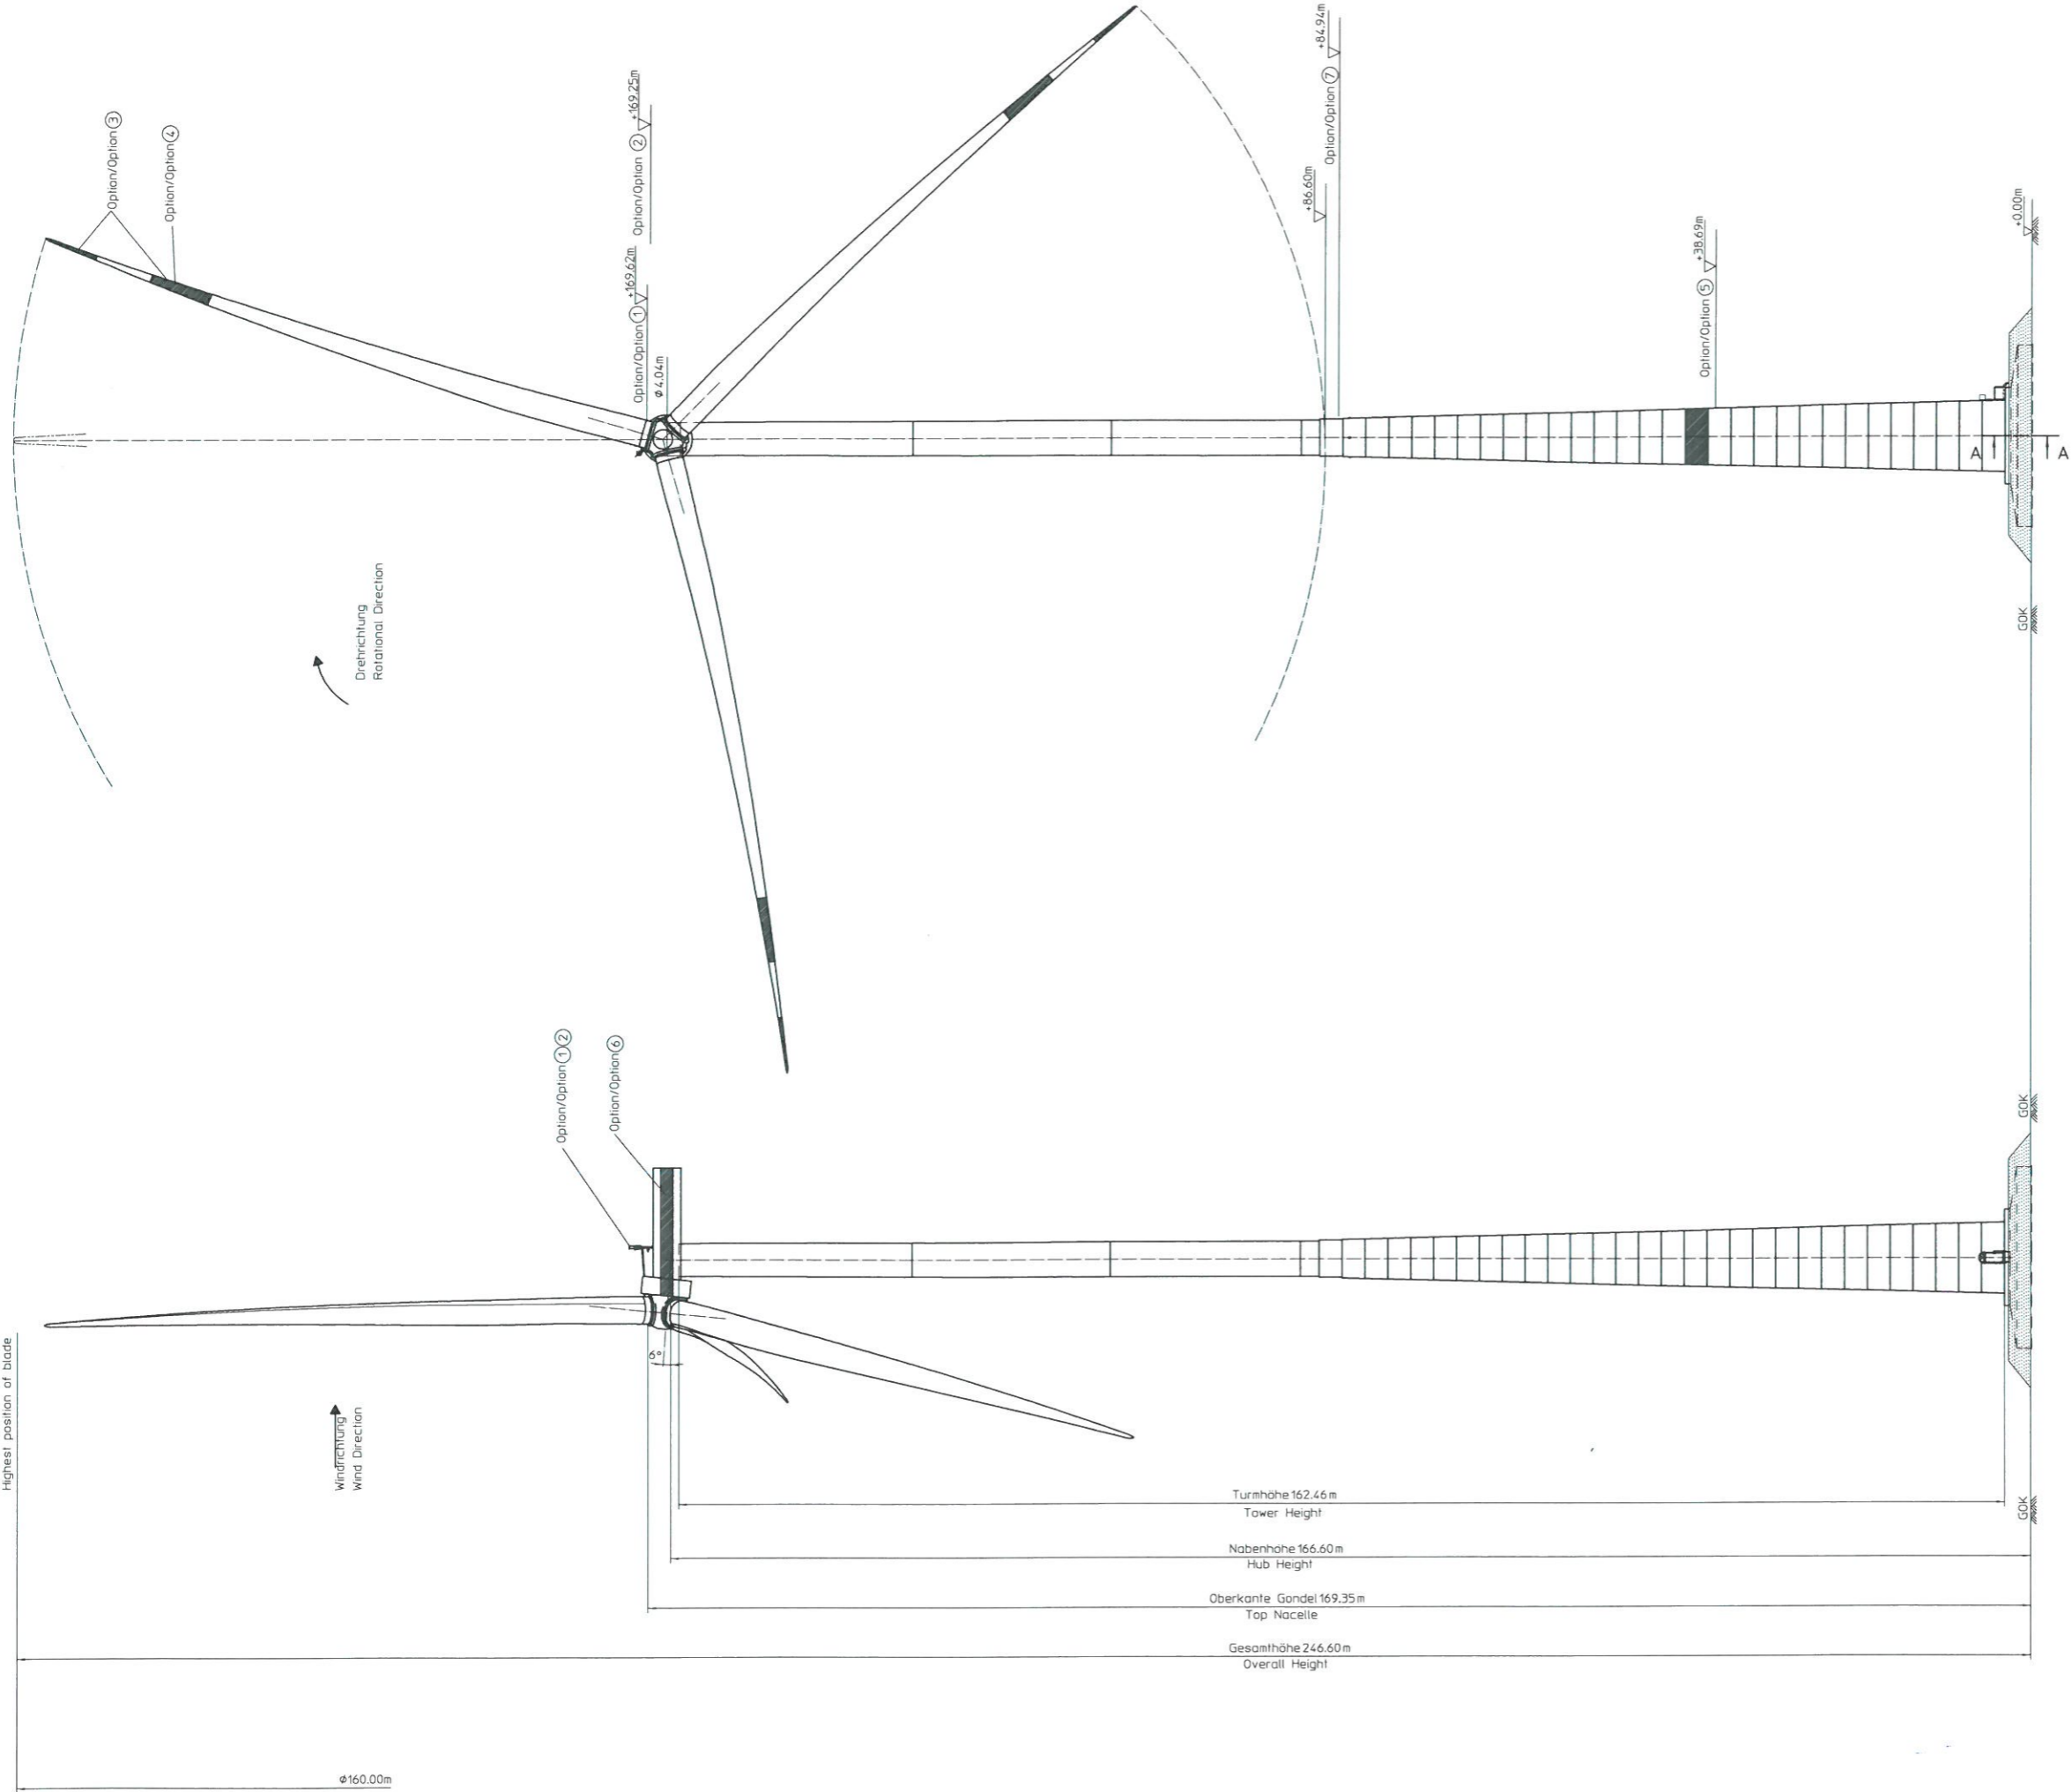 Option/Option ③
Option/Option ④
Option/Option ① +169.62m
Option/Option ② +169.25m
⌀ 4.04m
+86.60m
Option/Option ⑦ +84.94m
Option/Option ⑤ +38.69m
+0.00m
A
A
Drehrichtung
Rotational Direction
GOK
Option/Option ① ②
Option/Option ⑥
GOK
6°
Highest position of blade
Windrichtung
Wind Direction
Turmhöhe 162.46 m
Tower Height
GOK
Nabenhöhe 166.60 m
Hub Height
Oberkante Gondel 169.35 m
Top Nacelle
Gesamthöhe 246.60 m
Overall Height
⌀160.00m